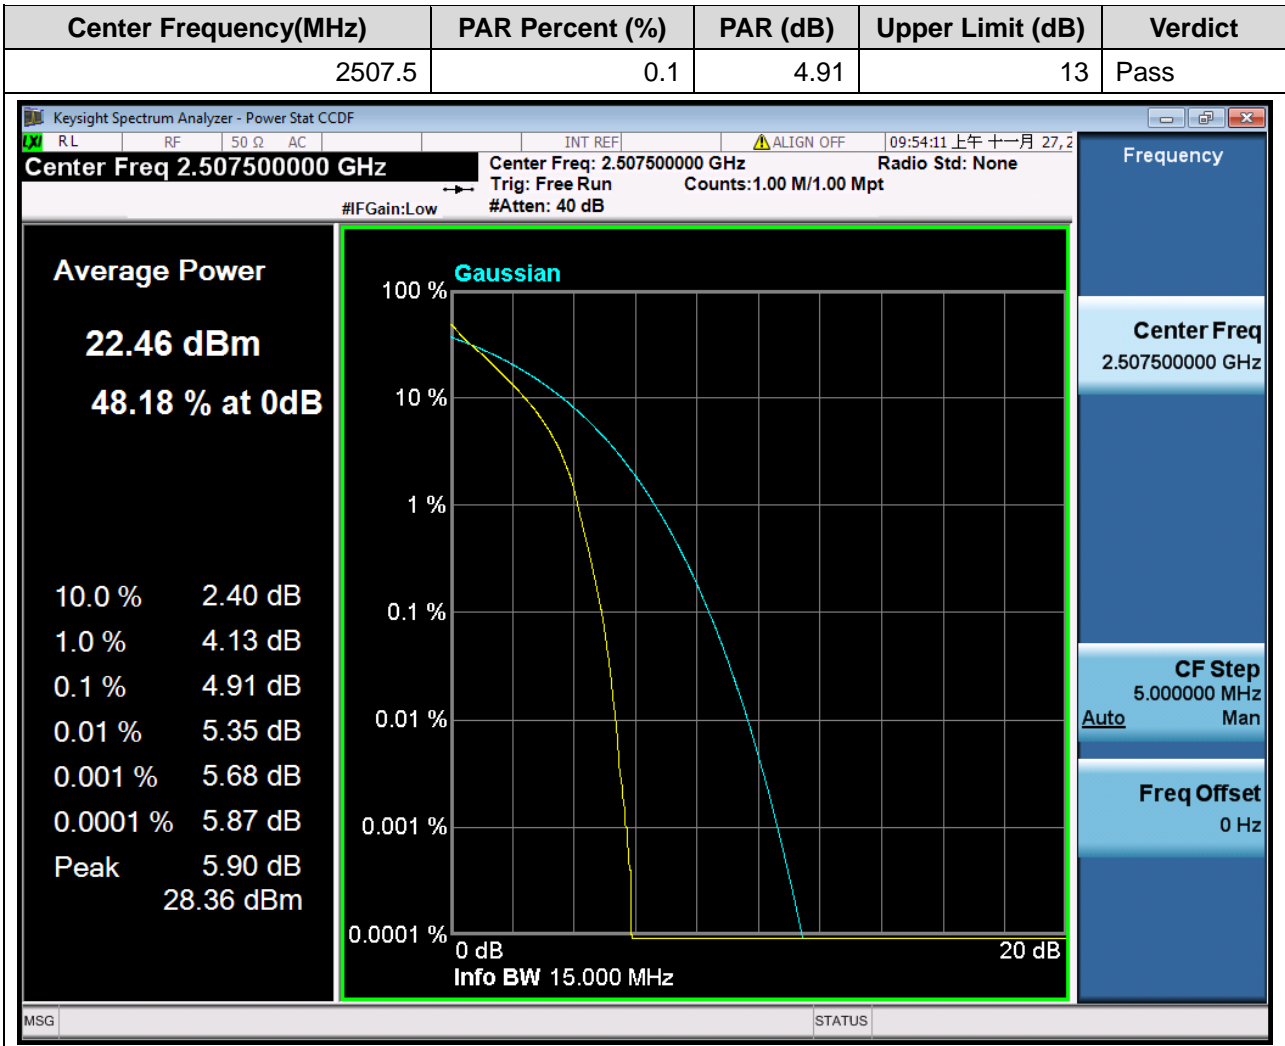 Center Frequency(MHz) PAR Percent (%) PAR (dB) Upper Limit (dB) Verdict
2507.5 0.1 4.91 13 Pass
Keysight Spectrum Analyzer - Power Stat CCDF
LXI RL RF 50 Ω AC INT REF ALIGN OFF 09:54:11 上午 十一月 27, 2
Center Freq 2.507500000 GHz
Center Freq: 2.507500000 GHz Radio Std: None
Trig: Free Run Counts:1.00 M/1.00 Mpt
#IFGain:Low #Atten: 40 dB
Frequency
Average Power
22.46 dBm
48.18 % at 0dB
10.0 % 2.40 dB
1.0 % 4.13 dB
0.1 % 4.91 dB
0.01 % 5.35 dB
0.001 % 5.68 dB
0.0001 % 5.87 dB
Peak 5.90 dB
28.36 dBm
Gaussian
100 %
10 %
1 %
0.1 %
0.01 %
0.001 %
0.0001 %
0 dB 20 dB
Info BW 15.000 MHz
Center Freq
2.507500000 GHz
CF Step
5.000000 MHz
Auto Man
Freq Offset
0 Hz
MSG STATUS